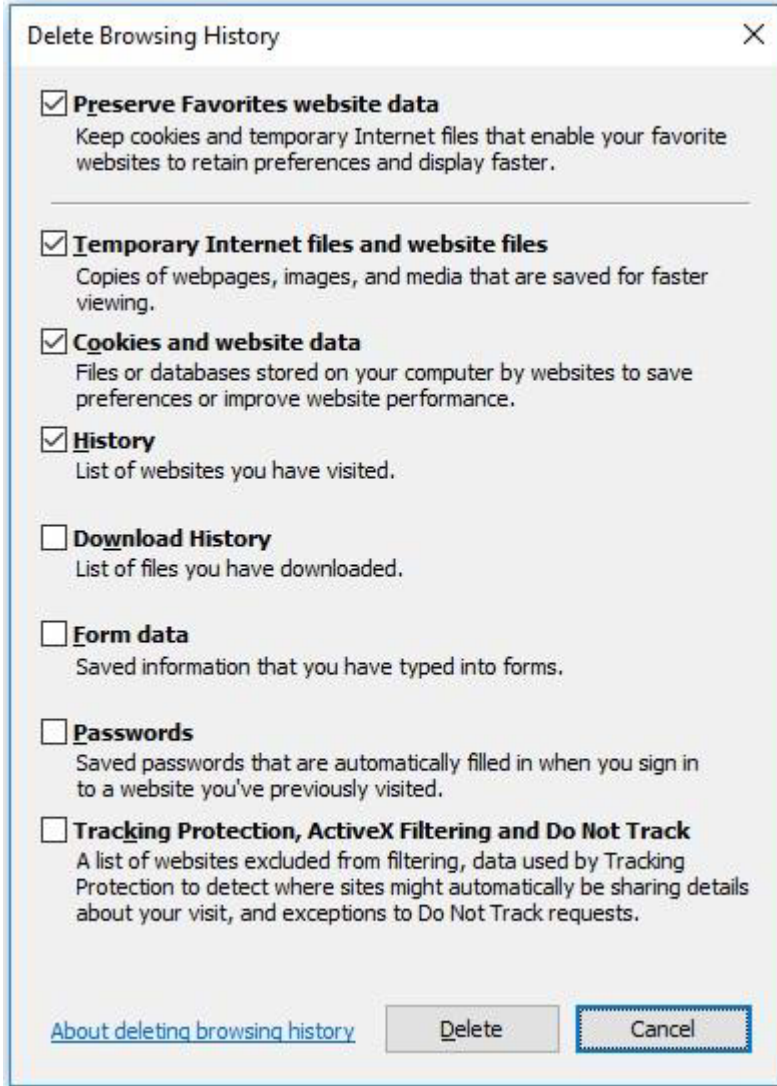 Delete Browsing History
Preserve Favorites website data
Keep cookies and temporary Internet files that enable your favorite
websites to retain preferences and display faster.
Temporary Internet files and website files
Copies of webpages, images, and media that are saved for faster
viewing.
Cookies and website data
Files or databases stored on your computer by websites to save
preferences or improve website performance.
History
List of websites you have visited.
Download History
List of files you have downloaded.
Form data
Saved information that you have typed into forms.
Passwords
Saved passwords that are automatically filled in when you sign in
to a website you've previously visited.
Tracking Protection, ActiveX Filtering and Do Not Track
A list of websites excluded from filtering, data used by Tracking
Protection to detect where sites might automatically be sharing details
about your visit, and exceptions to Do Not Track requests.
About deleting browsing history Delete Cancel